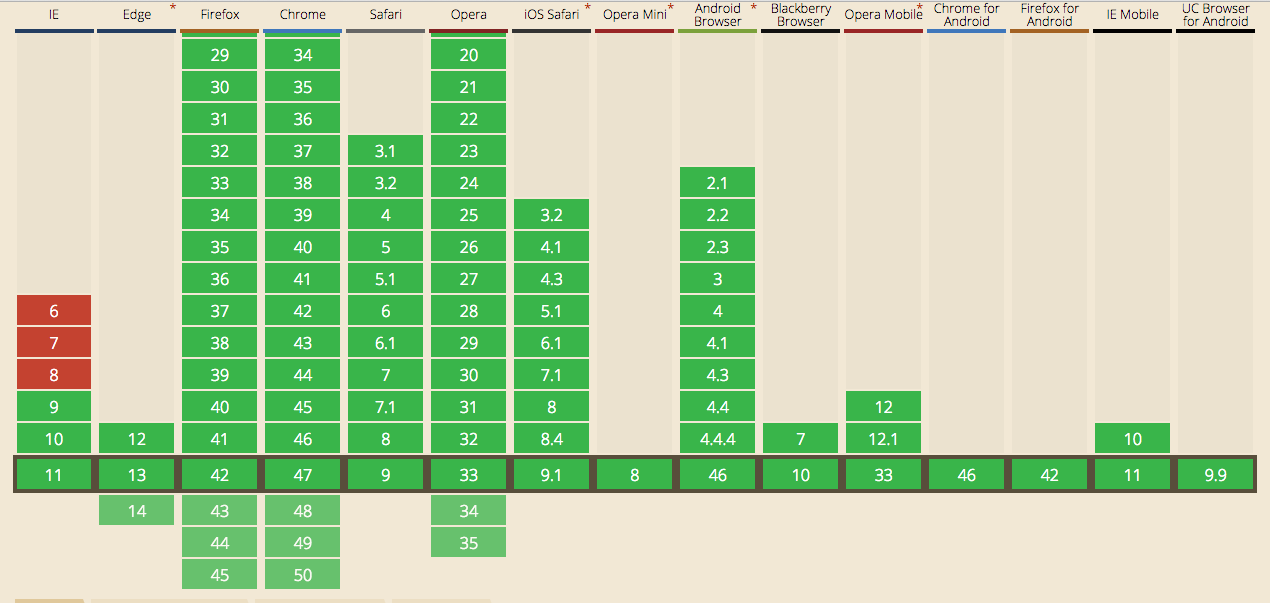 IE Edge * Firefox Chrome Safari Opera iOS Safari * Opera Mini * Android Browser * Blackberry Browser Opera Mobile * Chrome for Android Firefox for Android IE Mobile UC Browser for Android
29 34 20
30 35 21
31 36 22
32 37 3.1 23
33 38 3.2 24 2.1
34 39 4 25 3.2 2.2
35 40 5 26 4.1 2.3
36 41 5.1 27 4.3 3
6 37 42 6 28 5.1 4
7 38 43 6.1 29 6.1 4.1
8 39 44 7 30 7.1 4.3
9 40 45 7.1 31 8 4.4 12
10 12 41 46 8 32 8.4 4.4.4 7 12.1 10
11 13 42 47 9 33 9.1 8 46 10 33 46 42 11 9.9
14 43 48 34
44 49 35
45 50